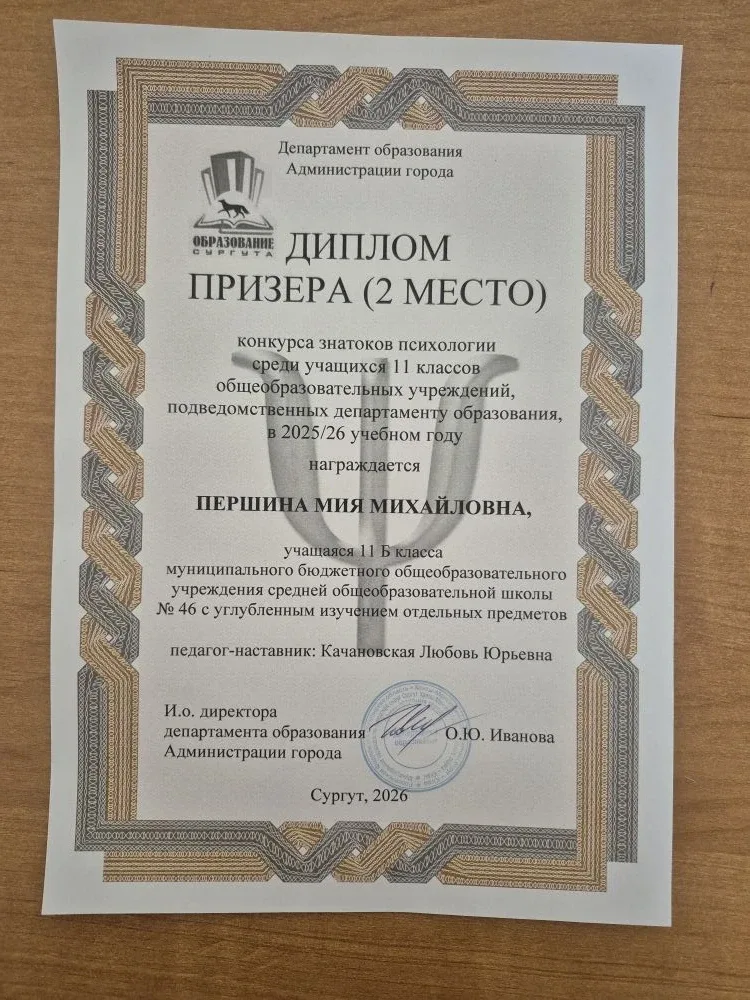 Департамент образования
Администрации города
ОБРАЗОВАНИЕ
СУРГУТА
ДИПЛОМ
ПРИЗЕРА (2 МЕСТО)
конкурса знатоков психологии
среди учащихся 11 классов
общеобразовательных учреждений,
подведомственных департаменту образования,
в 2025/26 учебном году
награждается
ПЕРШИНА МИЯ МИХАЙЛОВНА,
учащаяся 11 Б класса
муниципального бюджетного общеобразовательного
учреждения средней общеобразовательной школы
№ 46 с углубленным изучением отдельных предметов
педагог-наставник: Качановская Любовь Юрьевна
И.о. директора
департамента образования О.Ю. Иванова
Администрации города
Сургут, 2026